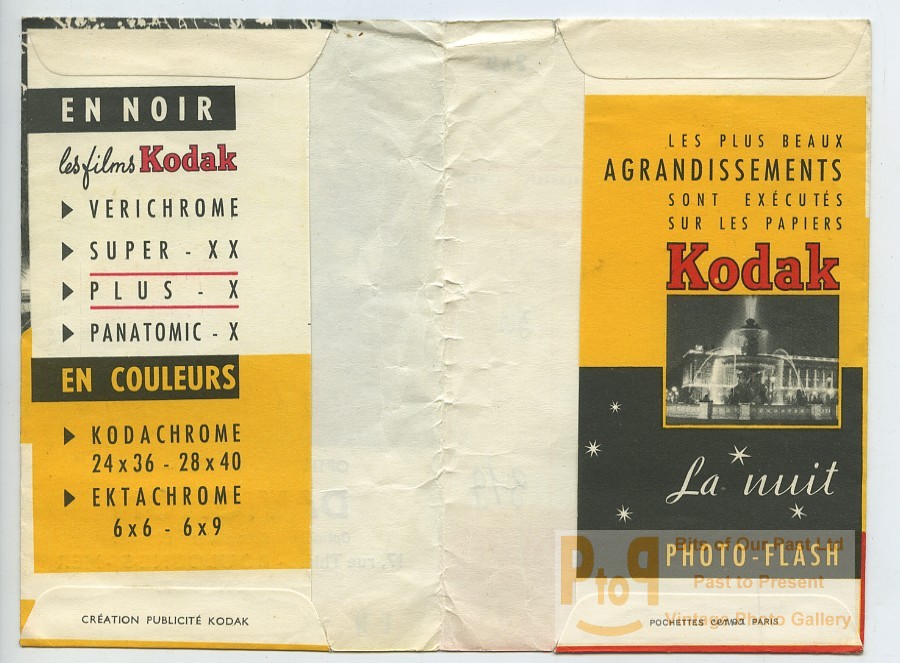 EN NOIR
les films Kodak
VERICHROME
SUPER - XX
PLUS - X
PANATOMIC - X
EN COULEURS
KODACHROME
24 x 36 - 28 x 40
EKTACHROME
6 x 6 - 6 x 9
CRÉATION PUBLICITÉ KODAK
LES PLUS BEAUX
AGRANDISSEMENTS
SONT EXÉCUTÉS
SUR LES PAPIERS
Kodak
La nuit
PHOTO-FLASH
POCHETTES PARIS
PtoP
Bits of Our Past Ltd
Past to Present
Vintage Photo Gallery